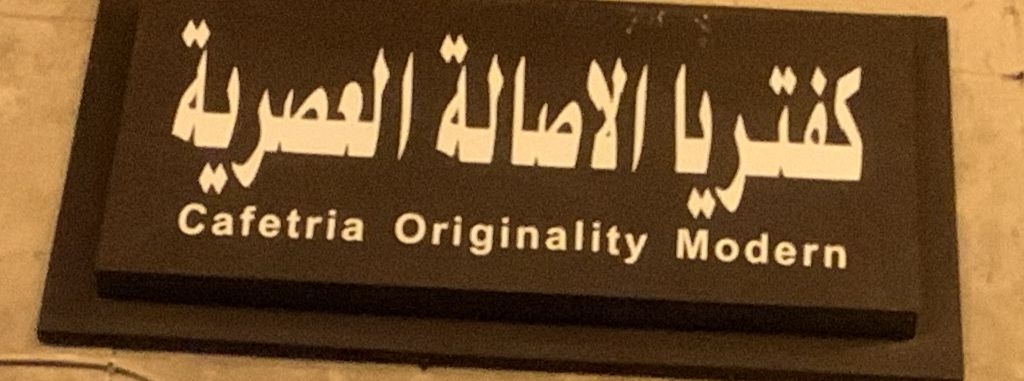 كفتريا الاصالة العصرية
Cafetria Originality Modern